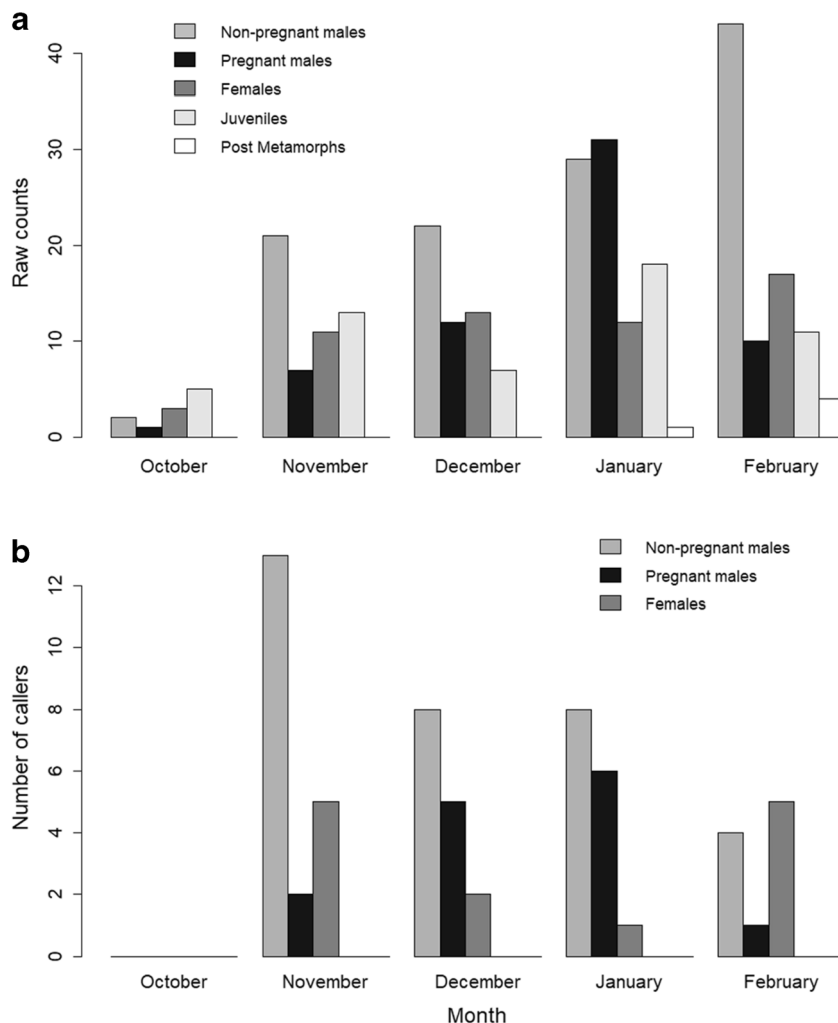 a
Non-pregnant males
Pregnant males
Females
Juveniles
Post Metamorphs
Raw counts
40
30
20
10
0
October November December January February
b
Non-pregnant males
Pregnant males
Females
Number of callers
12
10
8
6
4
2
0
October November December January February
Month